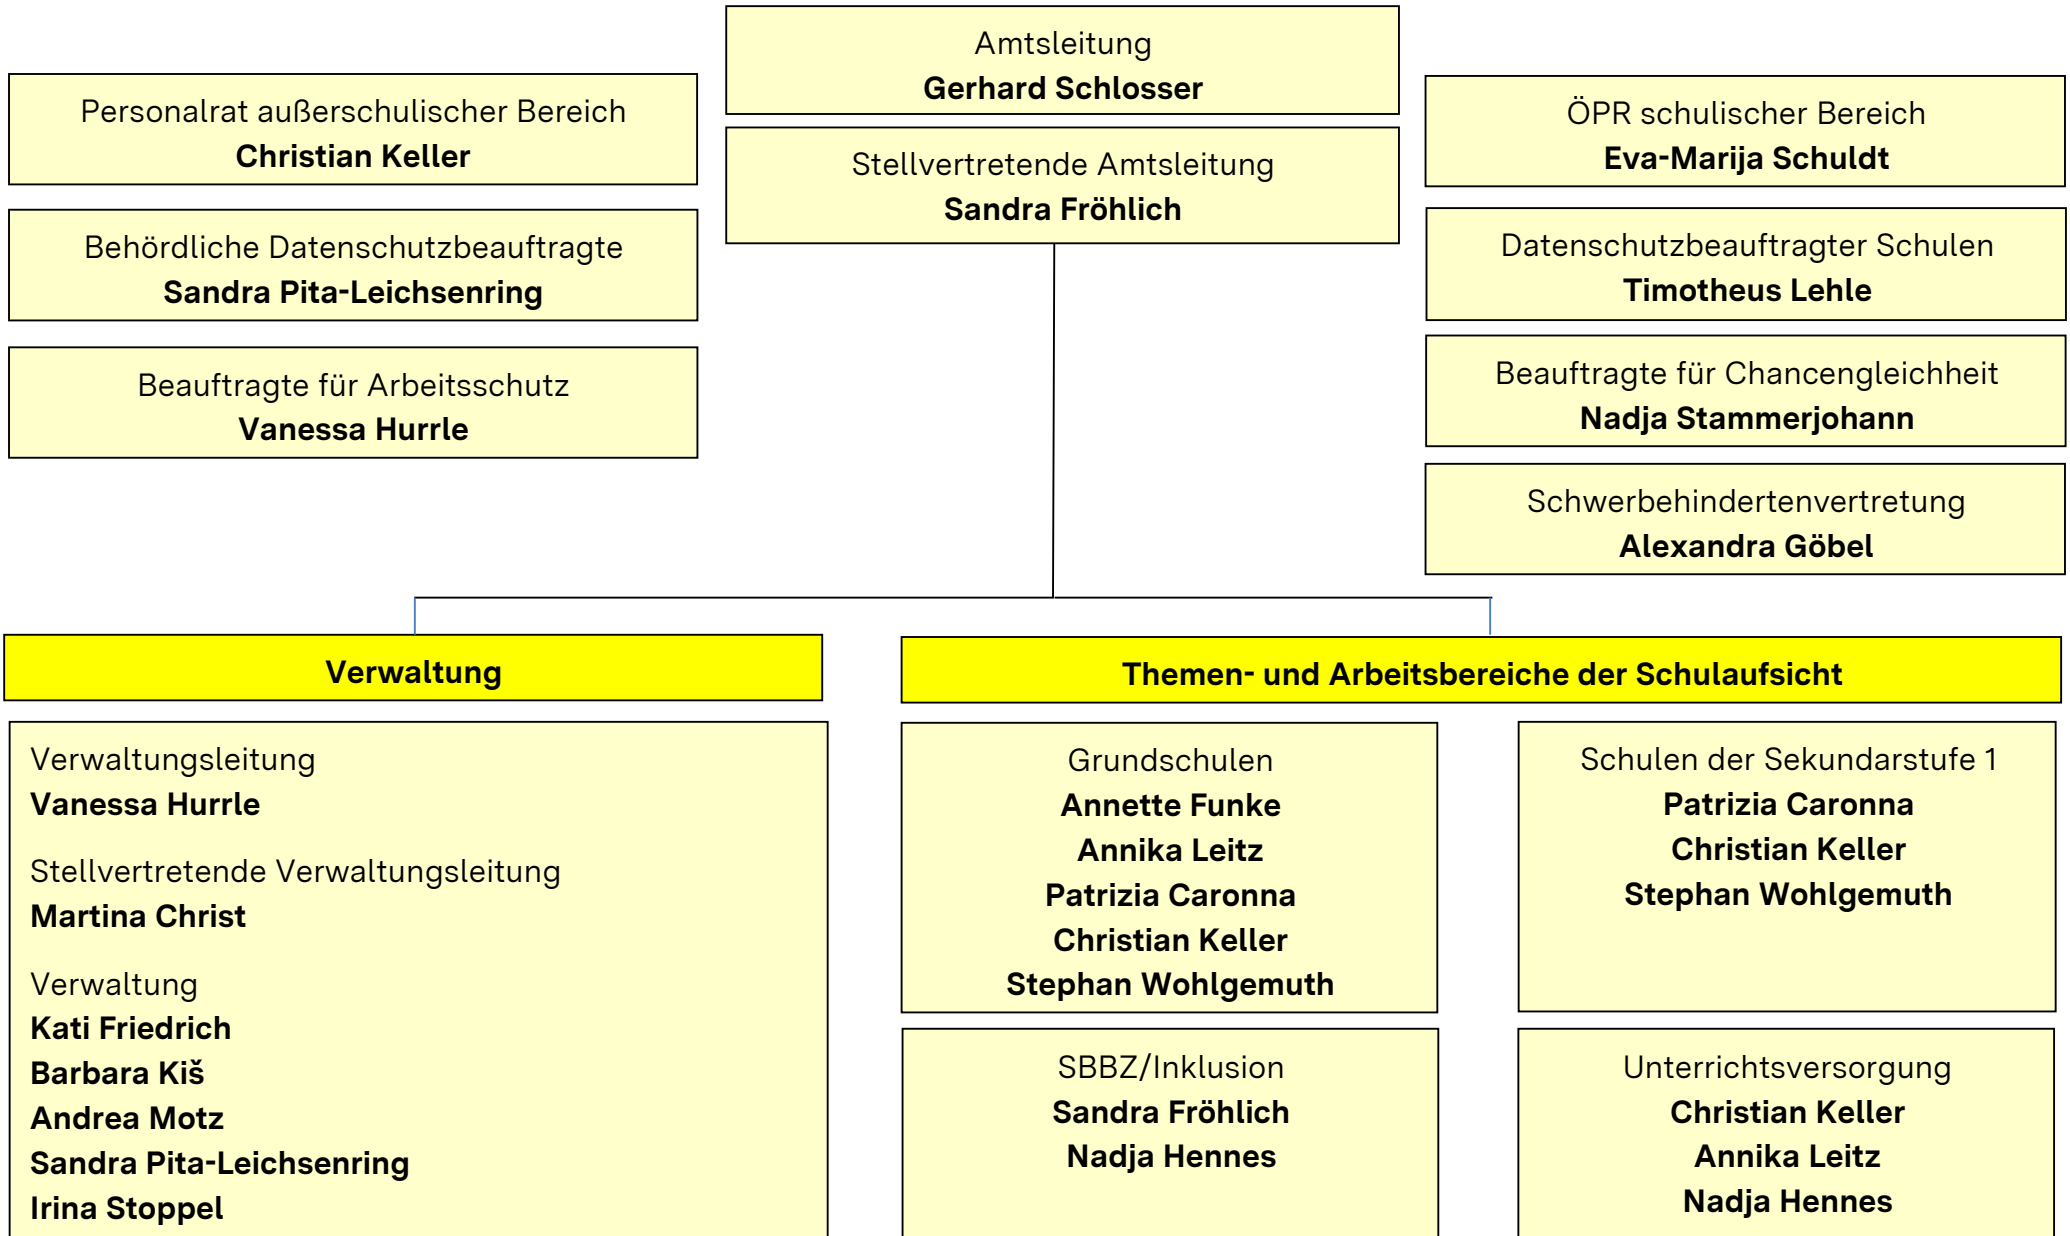 Amtsleitung
Gerhard Schlosser
Stellvertretende Amtsleitung
Sandra Fröhlich
Personalrat außerschulischer Bereich
Christian Keller
Behördliche Datenschutzbeauftragte
Sandra Pita-Leichsenring
Beauftragte für Arbeitsschutz
Vanessa Hurrle
ÖPR schulischer Bereich
Eva-Marija Schuldt
Datenschutzbeauftragter Schulen
Timotheus Lehle
Beauftragte für Chancengleichheit
Nadja Stammerjohann
Schwerbehindertenvertretung
Alexandra Göbel
Verwaltung
Verwaltungsleitung
Vanessa Hurrle
Stellvertretende Verwaltungsleitung
Martina Christ
Verwaltung
Kati Friedrich
Barbara Kiš
Andrea Motz
Sandra Pita-Leichsenring
Irina Stoppel
Themen- und Arbeitsbereiche der Schulaufsicht
Grundschulen
Annette Funke
Annika Leitz
Patrizia Caronna
Christian Keller
Stephan Wohlgemuth
Schulen der Sekundarstufe 1
Patrizia Caronna
Christian Keller
Stephan Wohlgemuth
SBBZ/Inklusion
Sandra Fröhlich
Nadja Hennes
Unterrichtsversorgung
Christian Keller
Annika Leitz
Nadja Hennes